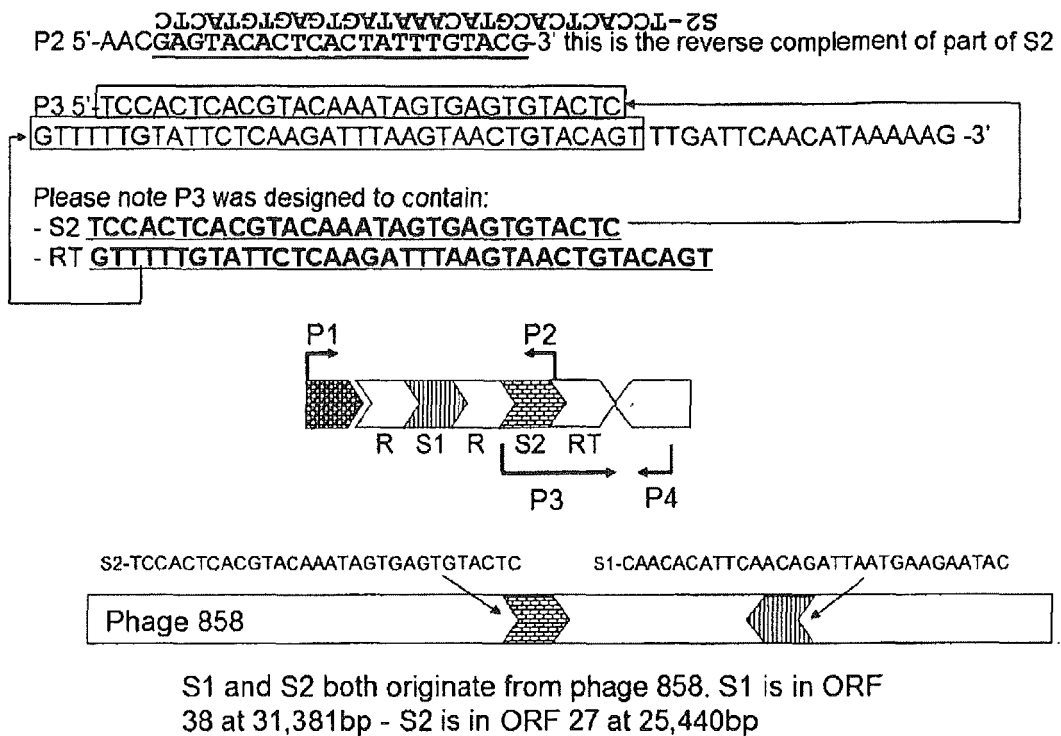 S2-TCCACTCACGTACAAATAGTGAGTGTACTC
P2 5'-AACGAGTACACTCACTATTTGTACG-3' this is the reverse complement of part of S2
P3 5'-TCCACTCACGTACAAATAGTGAGTGTACTC
GTTTTTGTATTCTCAAGATTTAAGTAACTGTACAGT TTGATTCAACATAAAAAG -3'
Please note P3 was designed to contain:
- S2 TCCACTCACGTACAAATAGTGAGTGTACTC
- RT GTTTTTGTATTCTCAAGATTTAAGTAACTGTACAGT
P1 P2
R S1 R S2 RT
P3 P4
S2-TCCACTCACGTACAAATAGTGAGTGTACTC S1-CAACACATTCAACAGATTAATGAAGAATAC
Phage 858
S1 and S2 both originate from phage 858. S1 is in ORF
38 at 31,381bp - S2 is in ORF 27 at 25,440bp